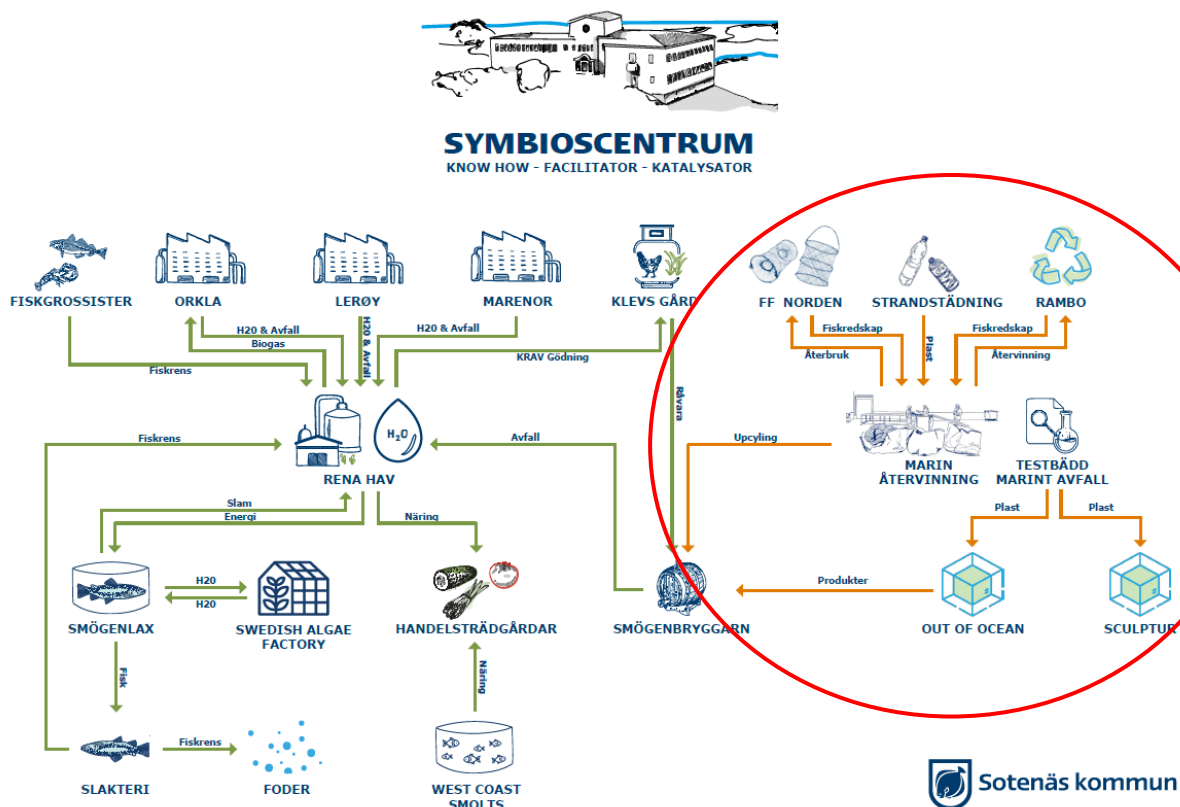 SYMBIOSCENTRUM
KNOW HOW - FACILITATOR - KATALYSATOR
FISKGROSSISTER
ORKLA
LERØY
MARENOR
KLEVS GÅRD
FF NORDEN
STRANDSTÄDNING
RAMBO
H20 & Avfall
Biogas
H20 & Avfall
H20 & Avfall
Fiskrens
KRAV Gödning
Råvara
Fiskredskap
Återbruk
Plast
Fiskredskap
Återvinning
Fiskrens
H₂O
RENA HAV
Avfall
Upcyling
MARIN
ÅTERVINNING
TESTBÄDD
MARINT AVFALL
Slam
Energi
Näring
Plast
Plast
H20
H20
Produkter
SMÖGENLAX
SWEDISH ALGAE
FACTORY
HANDELSTRÄDGÅRDAR
SMÖGENBRYGGARN
OUT OF OCEAN
SCULPTUR
Fisk
Näring
Fiskrens
SLAKTERI
FODER
WEST COAST
SMOLTS
Sotenäs kommun